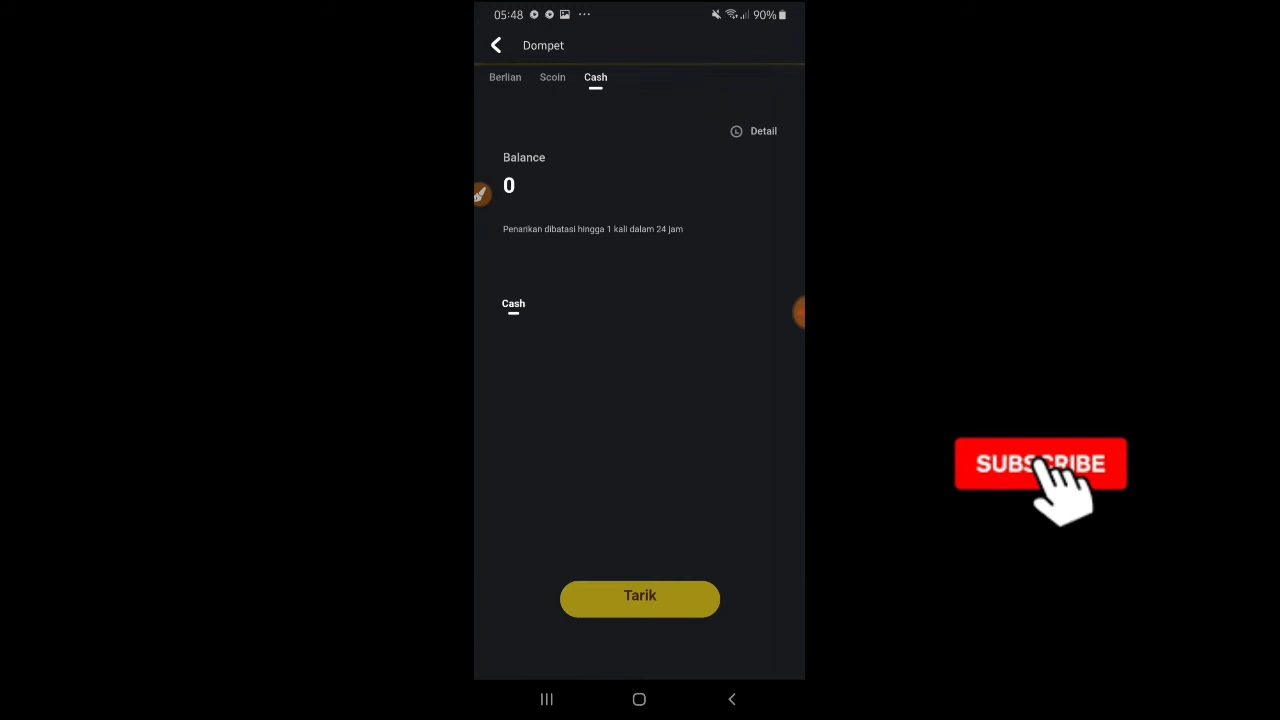 05:48 90%
Dompet
Berlian Scoin Cash
Detail
Balance
0
Penarikan dibatasi hingga 1 kali dalam 24 jam
Cash
SUBSCRIBE
Tarik